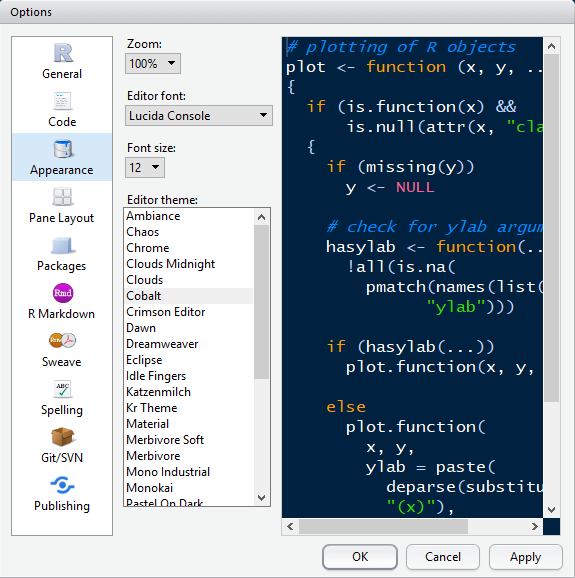 Options
General
Code
Appearance
Pane Layout
Packages
Rmd
R Markdown
Rnw
Sweave
ABC
Spelling
Git/SVN
Publishing
Zoom:
100%
Editor font:
Lucida Console
Font size:
12
Editor theme:
Ambiance
Chaos
Chrome
Clouds Midnight
Clouds
Cobalt
Crimson Editor
Dawn
Dreamweaver
Eclipse
Idle Fingers
Katzenmilch
Kr Theme
Material
Merbivore Soft
Merbivore
Mono Industrial
Monokai
Pastel On Dark
# plotting of R objects
plot <- function (x, y, ..
{
if (is.function(x) &&
is.null(attr(x, "cla
{
if (missing(y))
y <- NULL
# check for ylab argum
hasylab <- function(..
!all(is.na(
pmatch(names(list(
"ylab")))
if (hasylab(...))
plot.function(x, y,
else
plot.function(
x, y,
ylab = paste(
deparse(substitu
"(x)"),
OK
Cancel
Apply